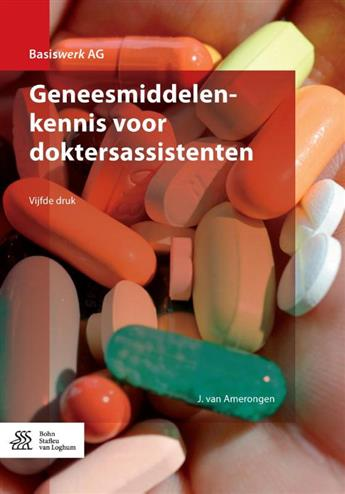 Basiswerk AG
Geneesmiddelen-
kennis voor
doktersassistenten
Vijfde druk
J. van Amerongen
Bohn
Stafleu
van Loghum